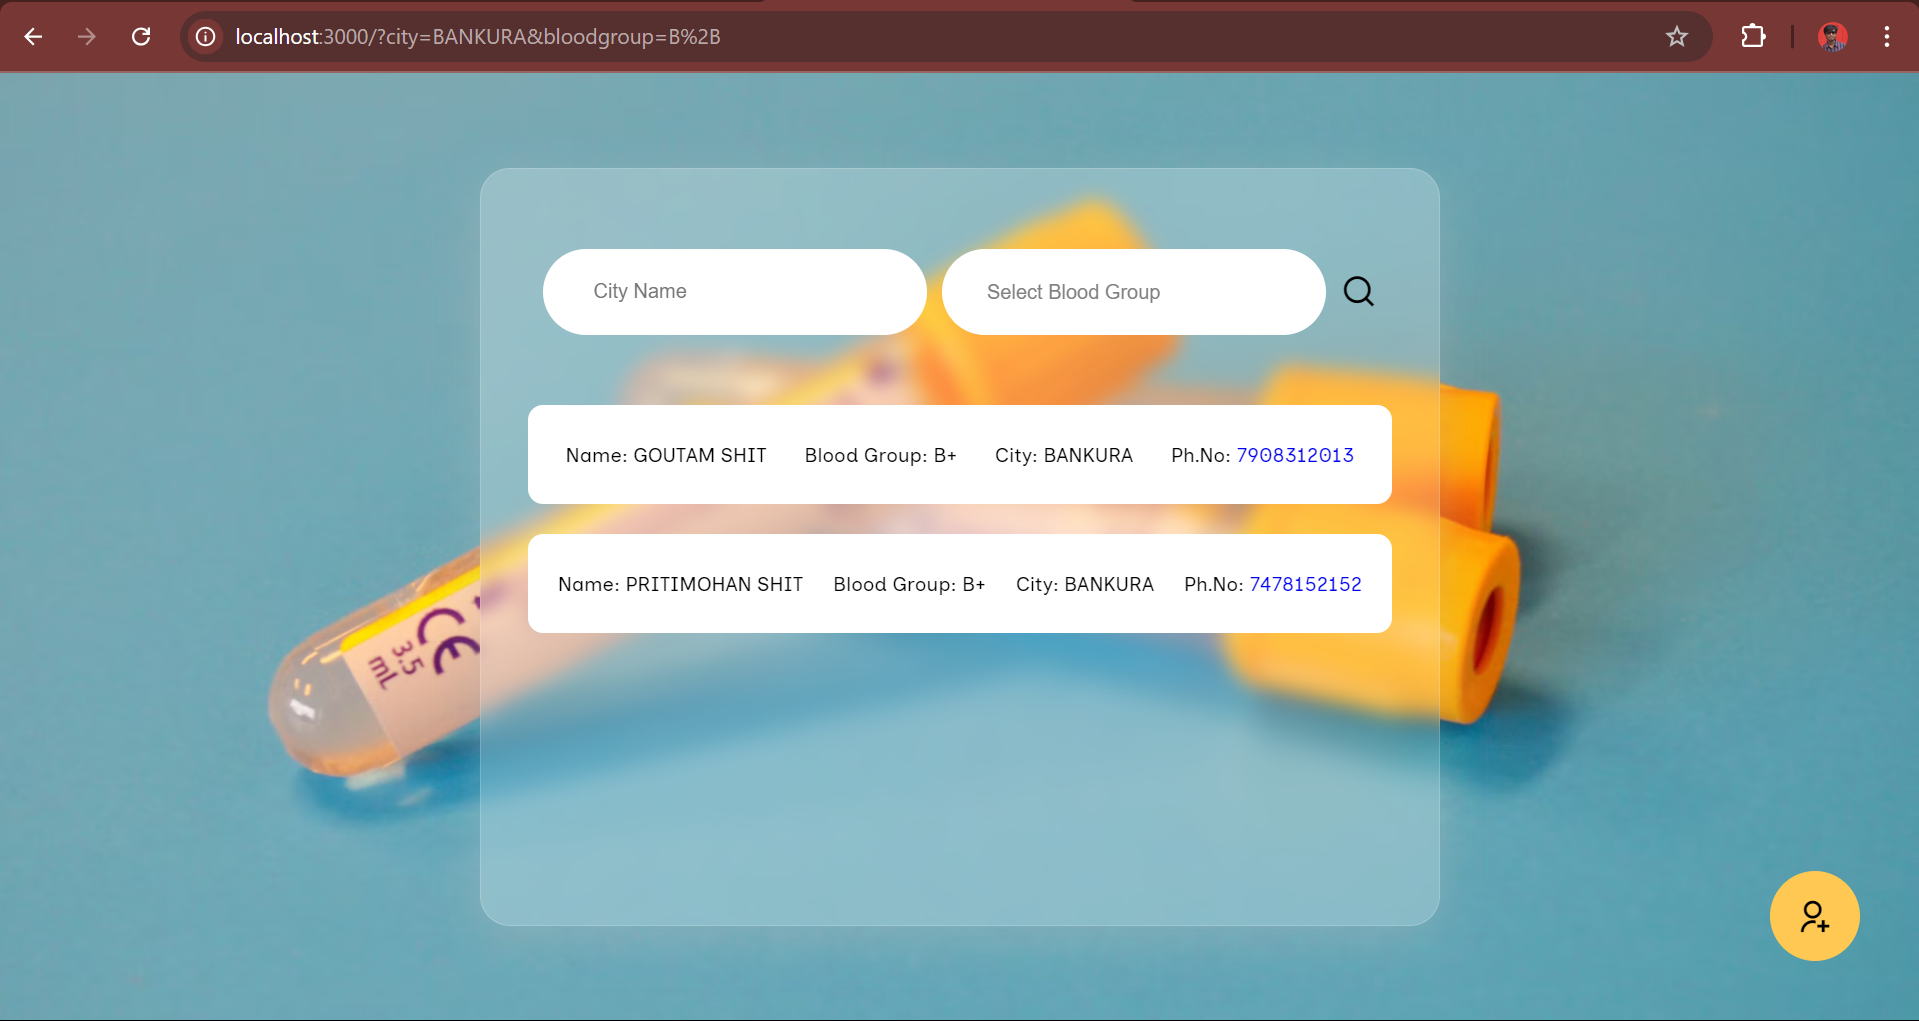 localhost:3000/?city=BANKURA&bloodgroup=B%2B
City Name Select Blood Group
Name: GOUTAM SHIT Blood Group: B+ City: BANKURA Ph.No: 7908312013
Name: PRITIMOHAN SHIT Blood Group: B+ City: BANKURA Ph.No: 7478152152
CE
3.5
mL